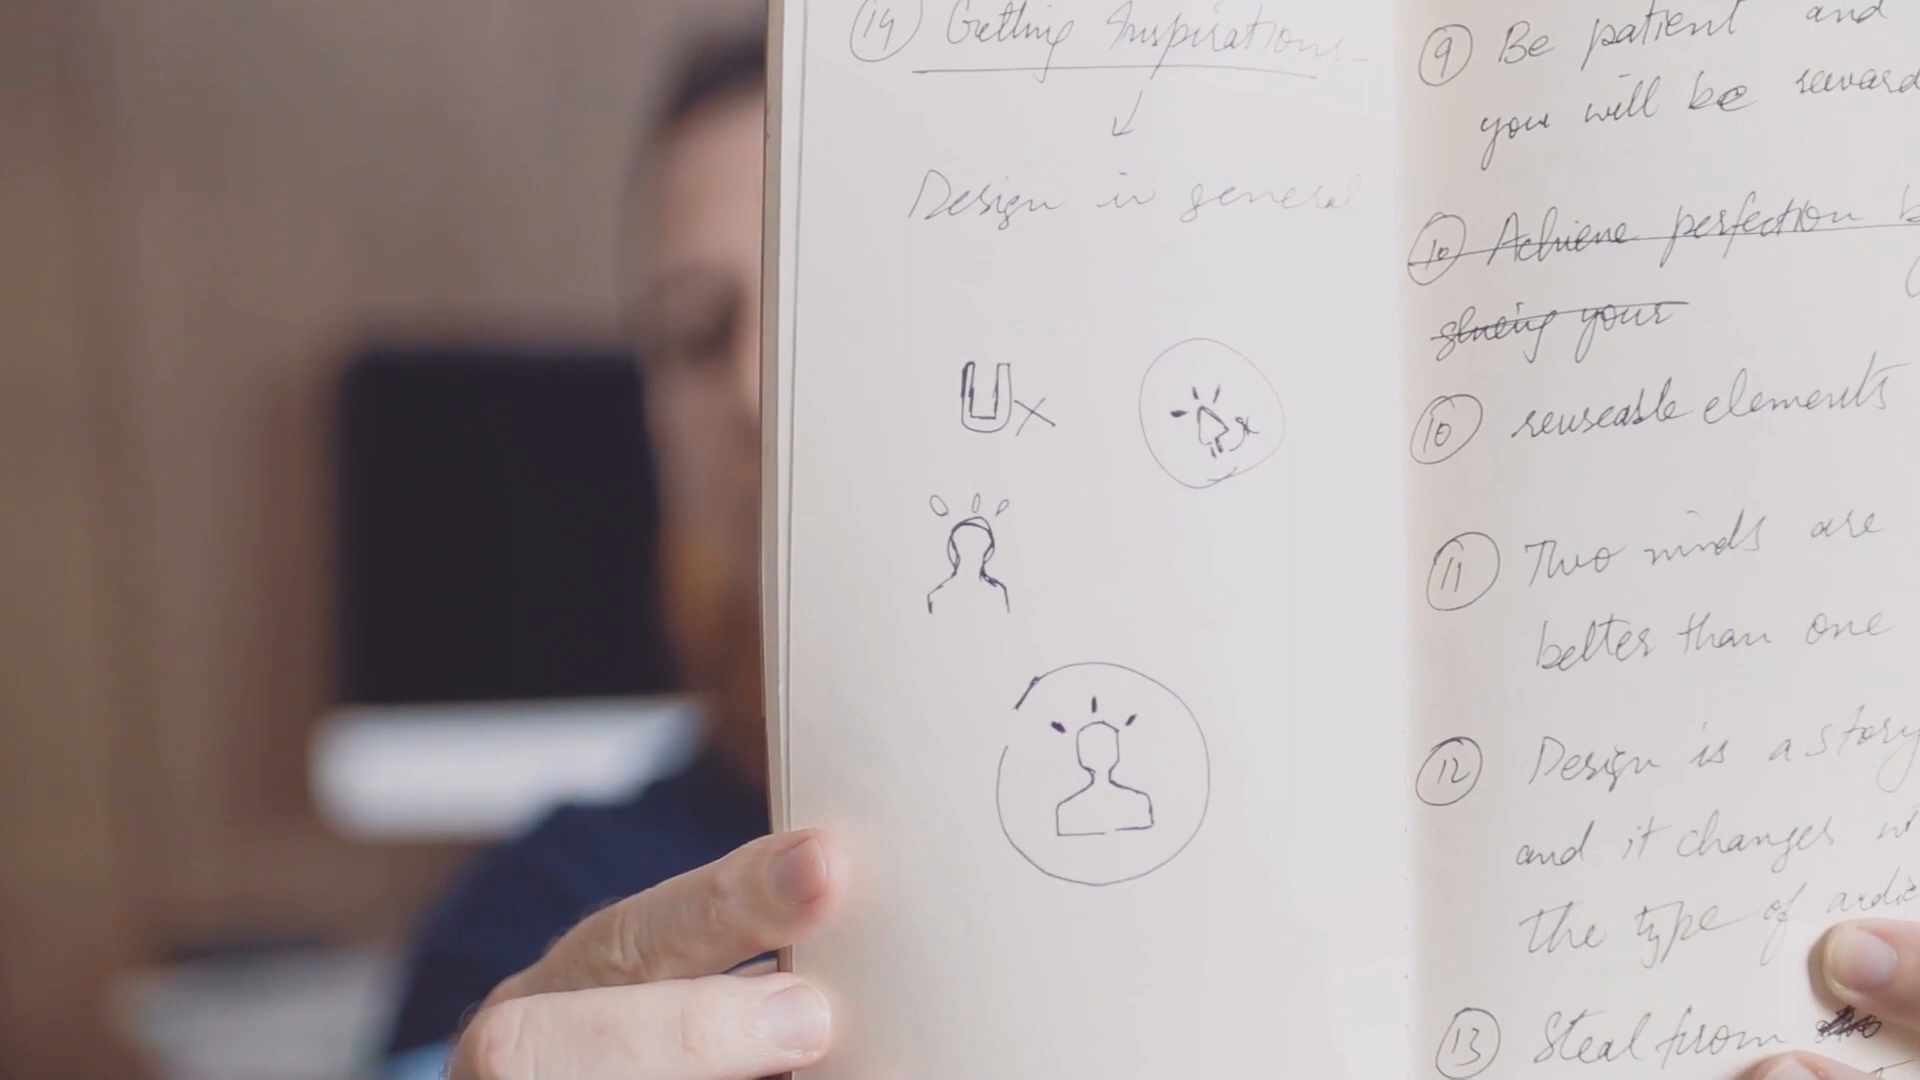 14 Getting Inspirations
Design in general
Ux
9 Be patient and
you will be reward
10 Achieve perfection b
your
10 reuseable elements
11 Two minds are
better than one
12 Design is a story
and it changes
the type of
13 Steal from